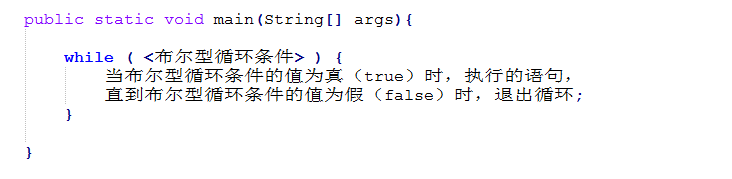 public static void main(String[] args){
while ( <布尔型循环条件> ) {
当布尔型循环条件的值为真（true）时，执行的语句，
直到布尔型循环条件的值为假（false）时，退出循环;
}
}